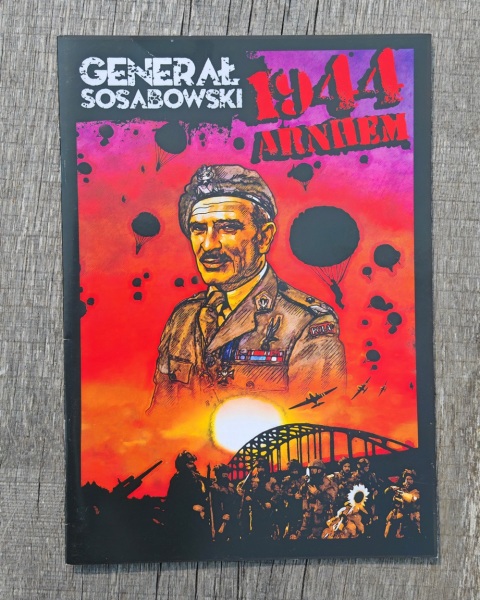 GENERAŁ
SOSABOWSKI
1944
ARNHEM